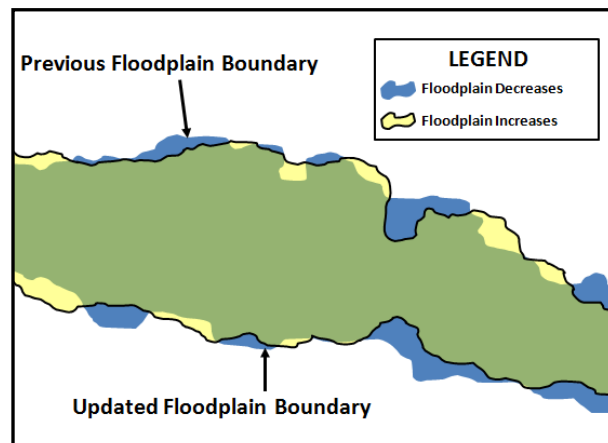 Previous Floodplain Boundary
LEGEND
Floodplain Decreases
Floodplain Increases
Updated Floodplain Boundary